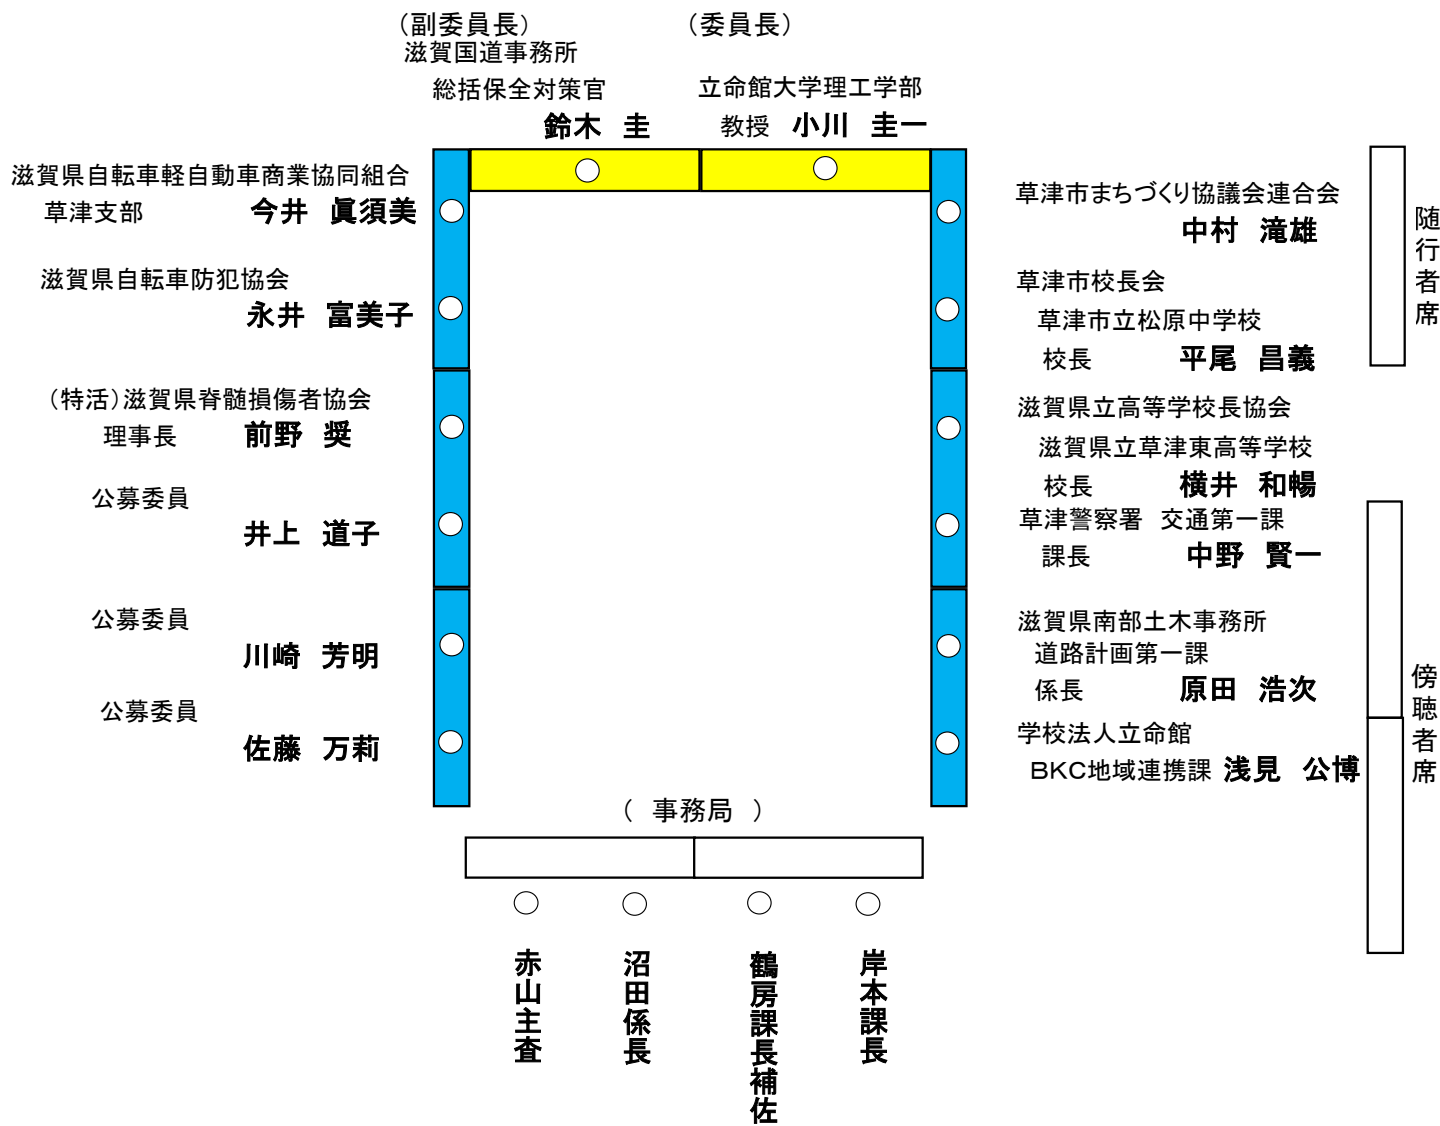 （副委員長）
滋賀国道事務所
総括保全対策官
鈴木　圭
（委員長）
立命館大学理工学部
教授　小川　圭一
滋賀県自転車軽自動車商業協同組合
草津支部　今井　眞須美
滋賀県自転車防犯協会
永井　富美子
（特活）滋賀県脊髄損傷者協会
理事長　前野　奨
公募委員
井上　道子
公募委員
川崎　芳明
公募委員
佐藤　万莉
草津市まちづくり協議会連合会
中村　滝雄
草津市校長会
草津市立松原中学校
校長　平尾　昌義
滋賀県立高等学校長協会
滋賀県立草津東高等学校
校長　横井　和暢
草津警察署　交通第一課
課長　中野　賢一
滋賀県南部土木事務所
道路計画第一課
係長　原田　浩次
学校法人立命館
BKC地域連携課　浅見　公博
随行者席
傍聴者席
（　事務局　）
赤山主査
沼田係長
鶴房課長補佐
岸本課長